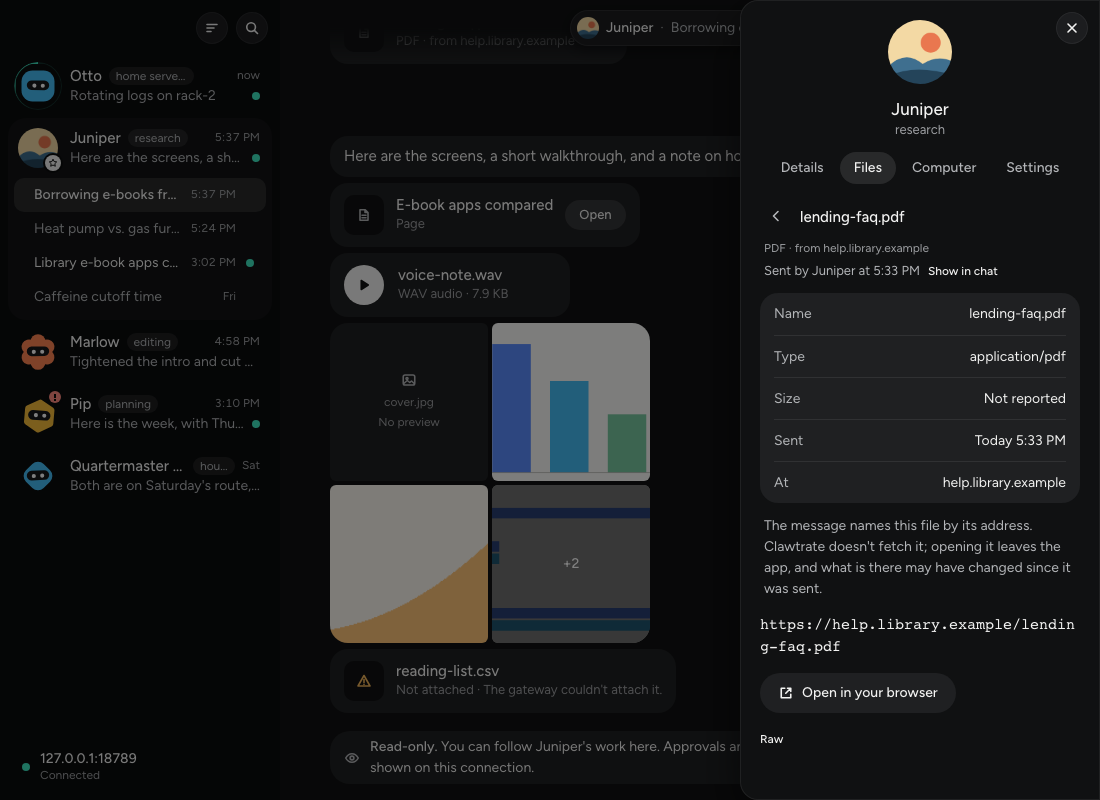 Otto home serve... now
Rotating logs on rack-2
Juniper research 5:37 PM
Here are the screens, a sh...
Borrowing e-books fr... 5:37 PM
Heat pump vs. gas fur... 5:24 PM
Library e-book apps c... 3:02 PM
Caffeine cutoff time Fri
Marlow editing 4:58 PM
Tightened the intro and cut ...
Pip planning 3:10 PM
Here is the week, with Thu...
Quartermaster ... hou... Sat
Both are on Saturday's route,...
127.0.0.1:18789
Connected
Juniper · Borrowing
PDF · from help.library.example
Here are the screens, a short walkthrough, and a note on ho
E-book apps compared
Page
Open
voice-note.wav
WAV audio · 7.9 KB
cover.jpg
No preview
+2
reading-list.csv
Not attached · The gateway couldn't attach it.
Read-only. You can follow Juniper's work here. Approvals ar
shown on this connection.
Juniper
research
Details Files Computer Settings
lending-faq.pdf
PDF · from help.library.example
Sent by Juniper at 5:33 PM Show in chat
Name lending-faq.pdf
Type application/pdf
Size Not reported
Sent Today 5:33 PM
At help.library.example
The message names this file by its address.
Clawtrate doesn't fetch it; opening it leaves the
app, and what is there may have changed since it
was sent.
https://help.library.example/lendin
g-faq.pdf
Open in your browser
Raw